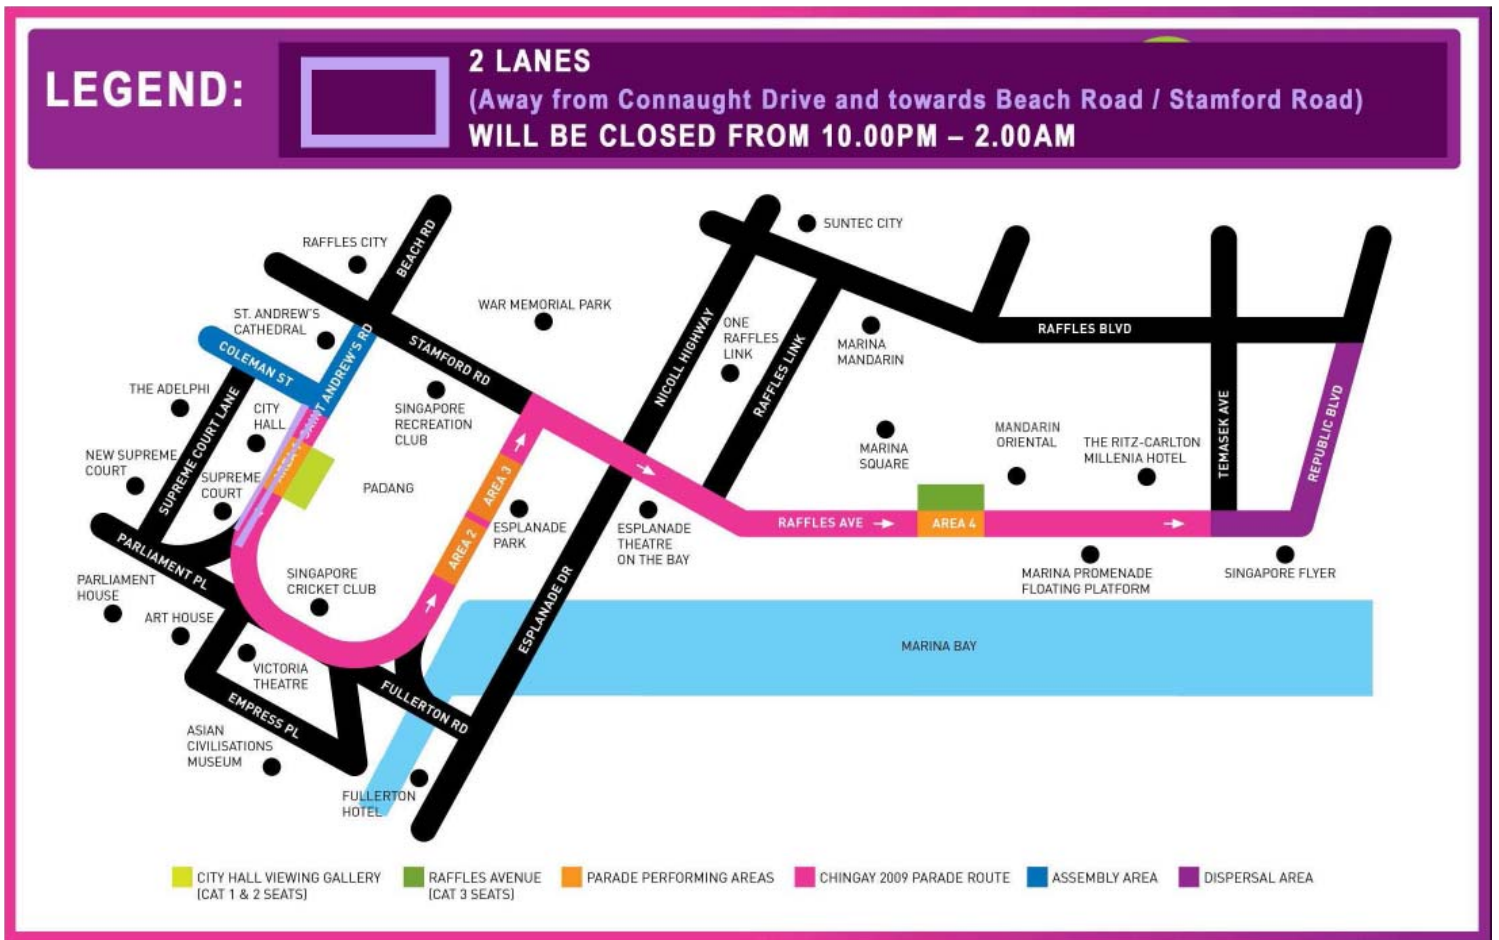 LEGEND:
2 LANES
(Away from Connaught Drive and towards Beach Road / Stamford Road)
WILL BE CLOSED FROM 10.00PM – 2.00AM
SUNTEC CITY
RAFFLES CITY
BEACH RD
WAR MEMORIAL PARK
ST. ANDREW'S
CATHEDRAL
COLEMAN ST
SAINT ANDREW'S RD
STAMFORD RD
NICOLL HIGHWAY
ONE
RAFFLES
LINK
RAFFLES LINK
MARINA
MANDARIN
RAFFLES BLVD
THE ADELPHI
CITY
HALL
SUPREME COURT LANE
SINGAPORE
RECREATION
CLUB
MARINA
SQUARE
MANDARIN
ORIENTAL
THE RITZ-CARLTON
MILLENIA HOTEL
TEMASEK AVE
REPUBLIC BLVD
NEW SUPREME
COURT
SUPREME
COURT
AREA 1
PADANG
AREA 3
AREA 2
ESPLANADE
PARK
ESPLANADE
THEATRE
ON THE BAY
RAFFLES AVE
AREA 4
PARLIAMENT PL
PARLIAMENT
HOUSE
SINGAPORE
CRICKET CLUB
ESPLANADE DR
MARINA PROMENADE
FLOATING PLATFORM
SINGAPORE FLYER
ART HOUSE
VICTORIA
THEATRE
MARINA BAY
FULLERTON RD
EMPRESS PL
ASIAN
CIVILISATIONS
MUSEUM
FULLERTON
HOTEL
CITY HALL VIEWING GALLERY
(CAT 1 & 2 SEATS)
RAFFLES AVENUE
(CAT 3 SEATS)
PARADE PERFORMING AREAS
CHINGAY 2009 PARADE ROUTE
ASSEMBLY AREA
DISPERSAL AREA